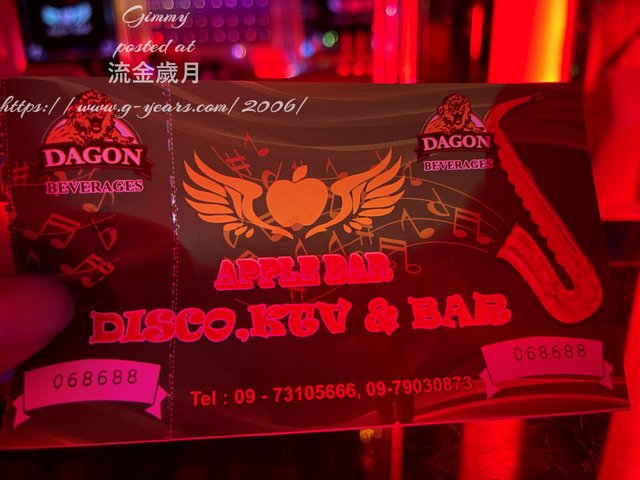 Gimmy
posted at
流金歲月
https://www.g-years.com/2006/
DAGON
BEVERAGES
DAGON
BEVERAGES
APPLE BAR
DISCO,KTV & BAR
068688
068688
Tel : 09 - 73105666, 09-79030873